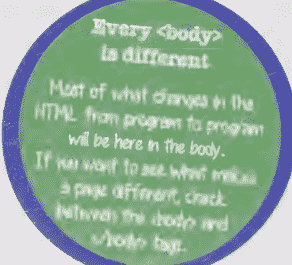 Every <body>
is different
Most of what changes in the
HTML from program to program
will be here in the body.
If you want to see what makes
a page different, check
between the <body> and
</body> tags.